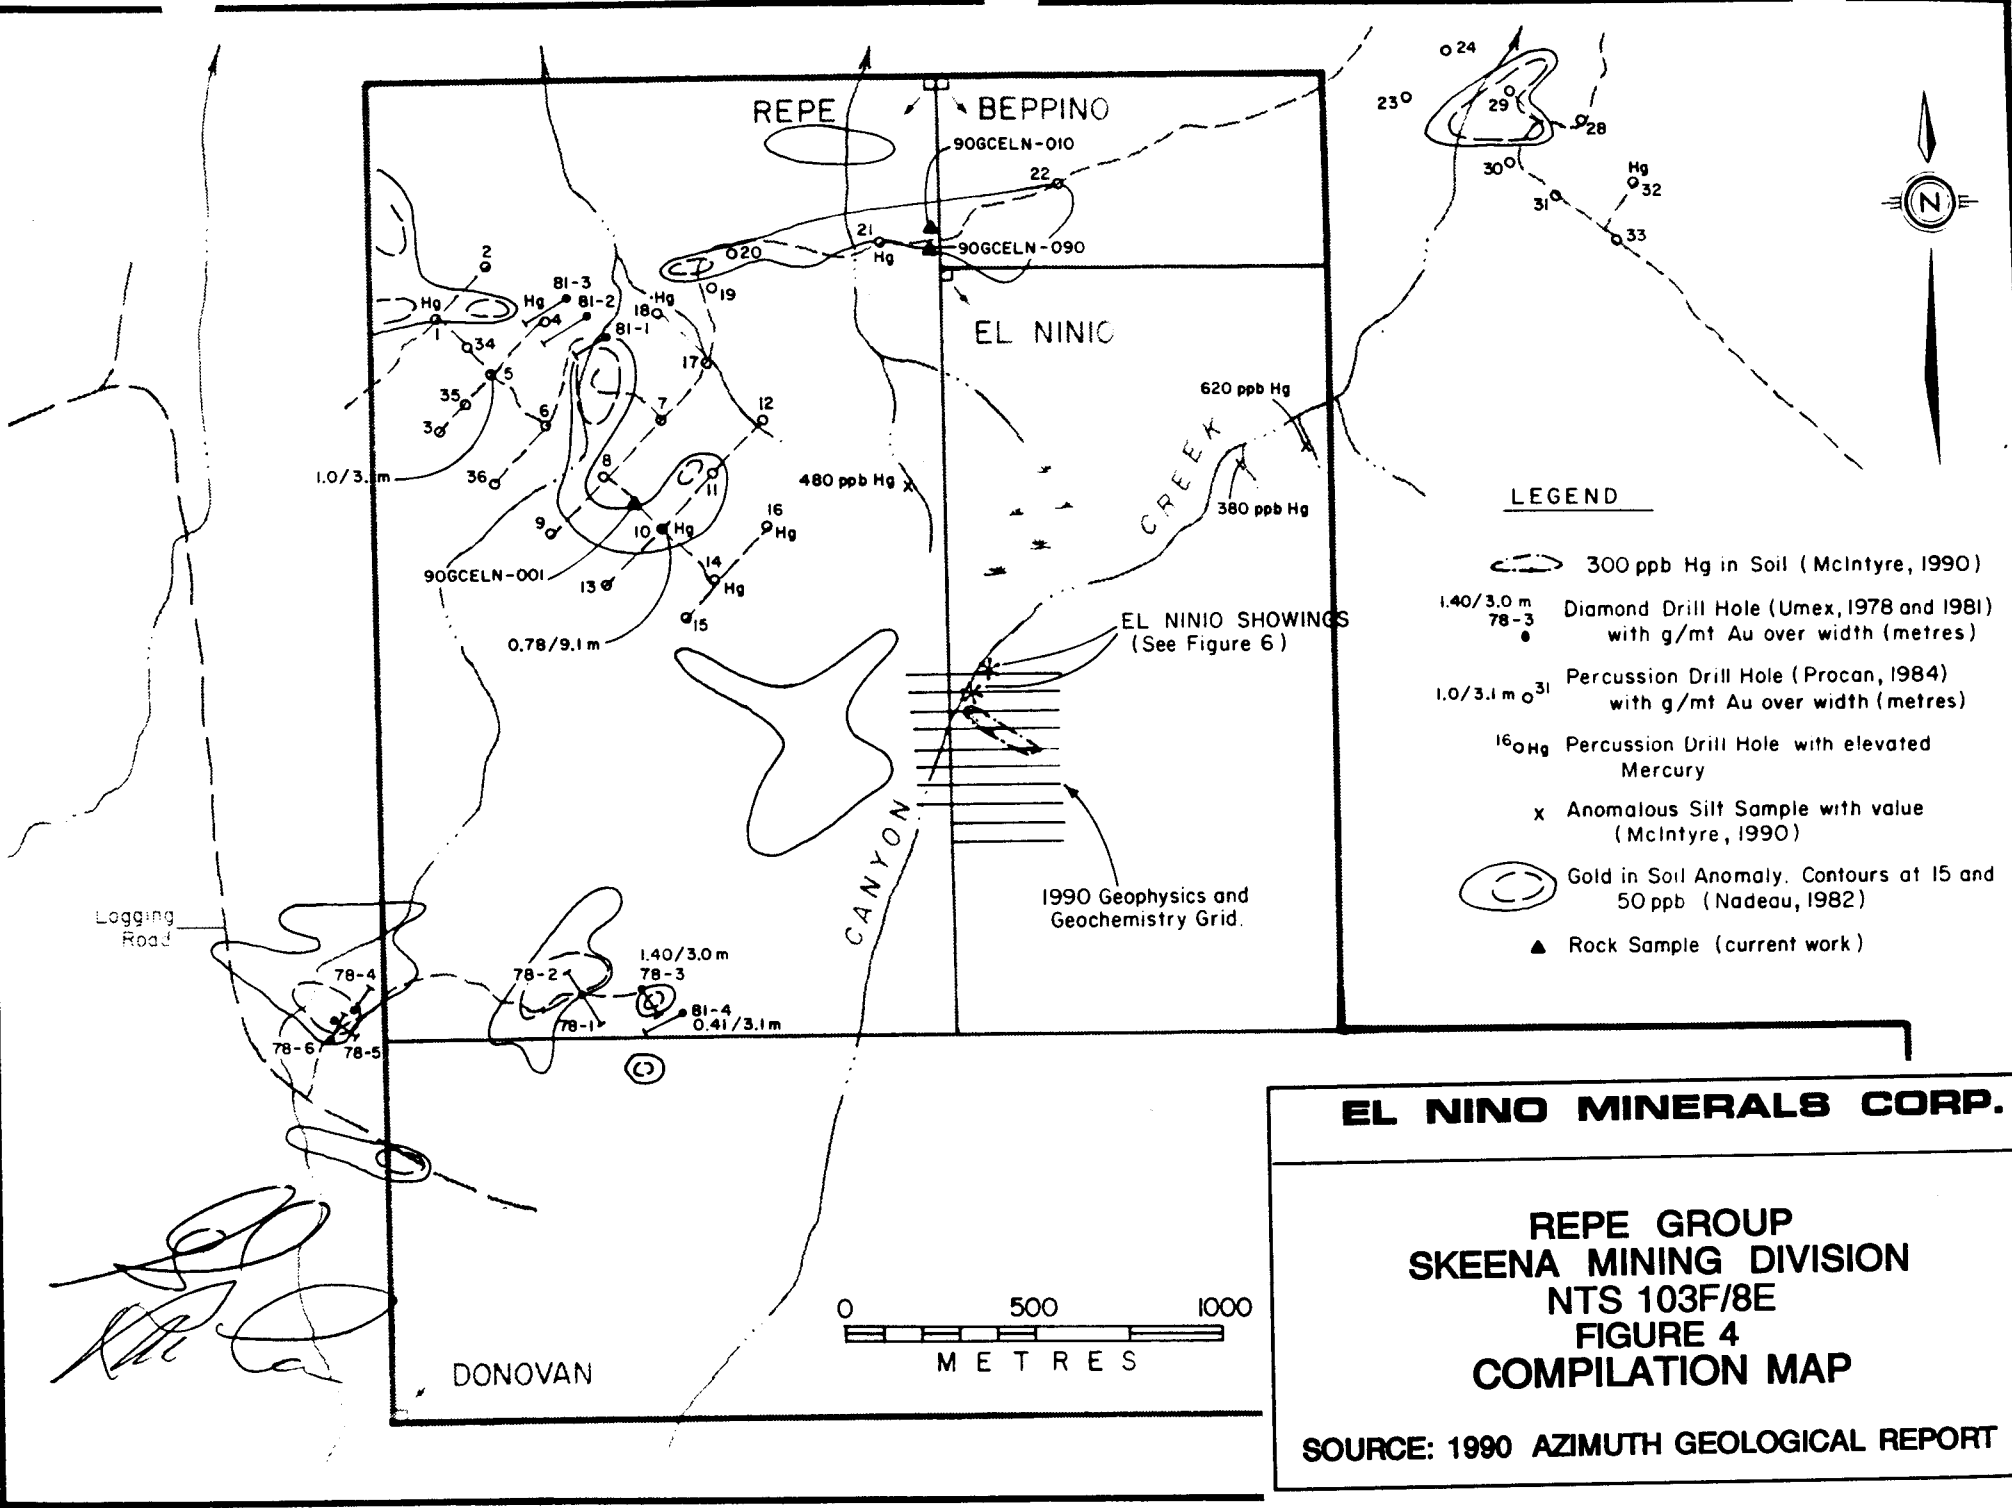 24
23
29
28
30
Hg
32
31
33
N
REPE
BEPPINO
90GCELN-010
22
21
Hg
90GCELN-090
20
19
2
81-3
Hg
81-2
4
Hg
18
81-1
Hg
1
34
5
17
EL NINIO
35
3
6
7
12
620 ppb Hg
8
36
11
480 ppb Hg
380 ppb Hg
CREEK
9
10
Hg
16
Hg
90GCELN-001
13
14
Hg
15
0.78/9.1 m
EL NINIO SHOWINGS
(See Figure 6)
CANYON
1990 Geophysics and
Geochemistry Grid.
Logging
Road
78-4
78-6
78-5
78-2
78-1
1.40/3.0 m
78-3
81-4
0.41/3.1m
DONOVAN
0 500 1000
METRES
LEGEND
300 ppb Hg in Soil (McIntyre, 1990)
1.40/3.0 m
78-3
Diamond Drill Hole (Umex, 1978 and 1981)
with g/mt Au over width (metres)
1.0/3.1 m 31
Percussion Drill Hole (Procan, 1984)
with g/mt Au over width (metres)
16 Hg Percussion Drill Hole with elevated
Mercury
x Anomalous Silt Sample with value
(McIntyre, 1990)
Gold in Soil Anomaly. Contours at 15 and
50 ppb (Nadeau, 1982)
Rock Sample (current work)
EL NINO MINERALS CORP.
REPE GROUP
SKEENA MINING DIVISION
NTS 103F/8E
FIGURE 4
COMPILATION MAP
SOURCE: 1990 AZIMUTH GEOLOGICAL REPORT